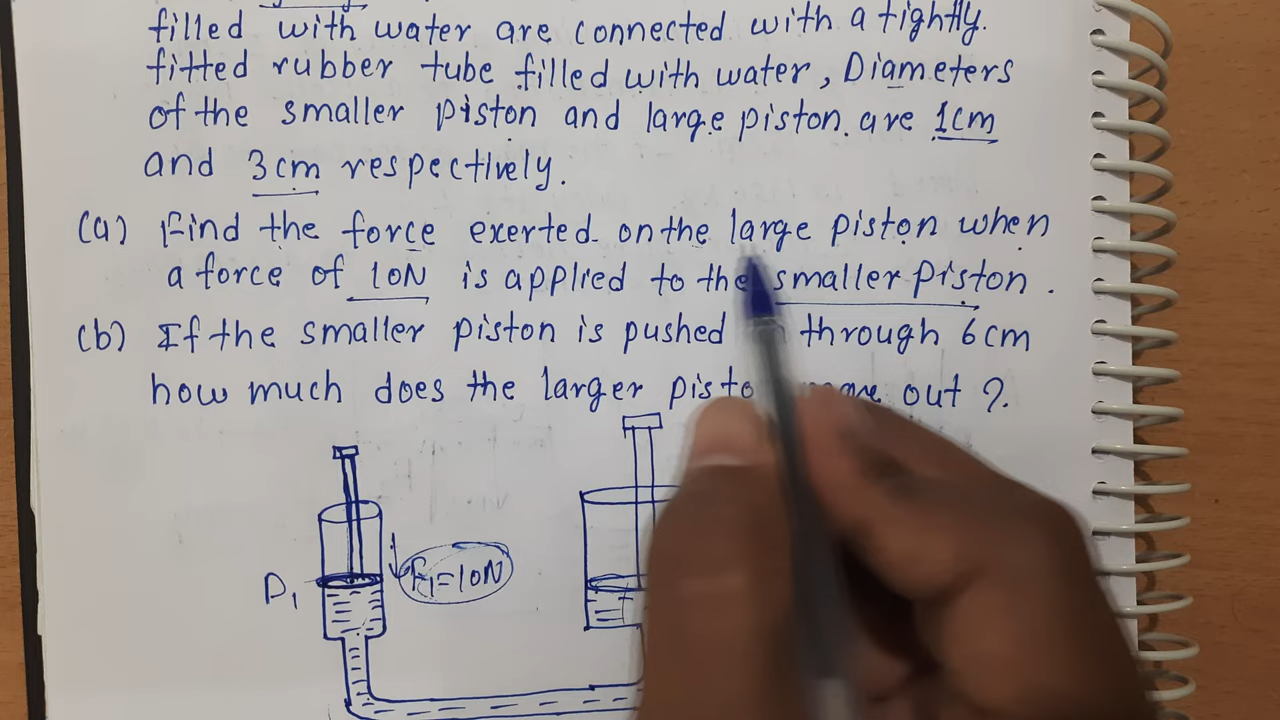 filled with water are connected with a tightly.
fitted rubber tube filled with water, Diameters
of the smaller piston and large piston. are 1cm
and 3cm respectively.
(a) Find the force exerted on the large piston when
a force of 10N is applied to the smaller piston.
(b) If the smaller piston is pushed through 6cm
how much does the larger out ?
F1=10N
P1